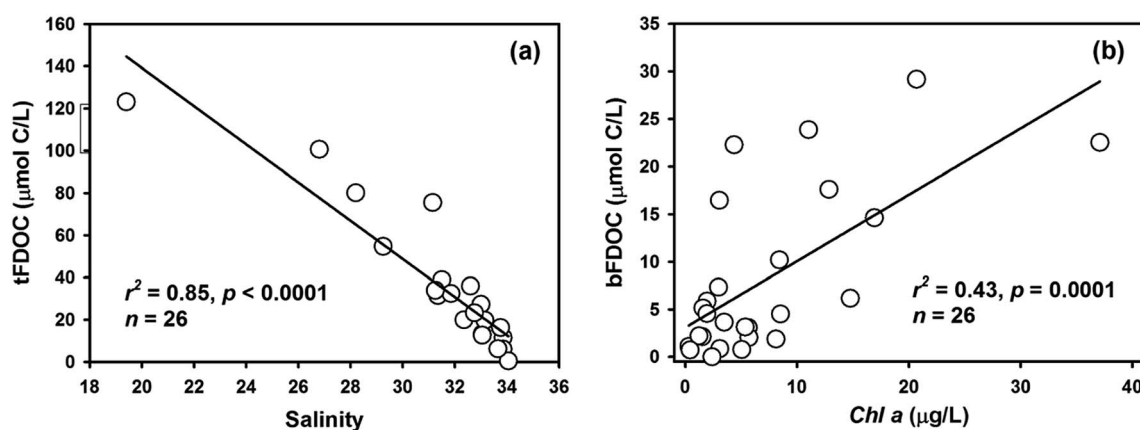 (a)
tFDOC (μmol C/L)
160
140
120
100
80
60
40
20
0
r² = 0.85, p < 0.0001
n = 26
18 20 22 24 26 28 30 32 34 36
Salinity
(b)
bFDOC (μmol C/L)
35
30
25
20
15
10
5
0
r² = 0.43, p = 0.0001
n = 26
0 10 20 30 40
Chl a (μg/L)